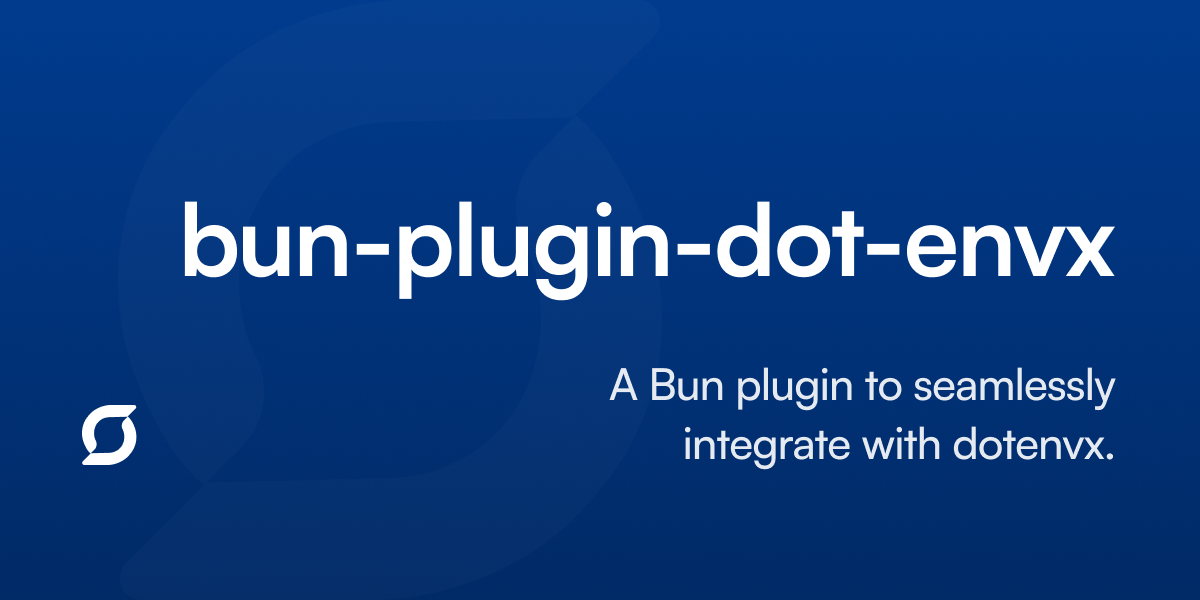 bun-plugin-dot-envx
A Bun plugin to seamlessly
integrate with dotenvx.